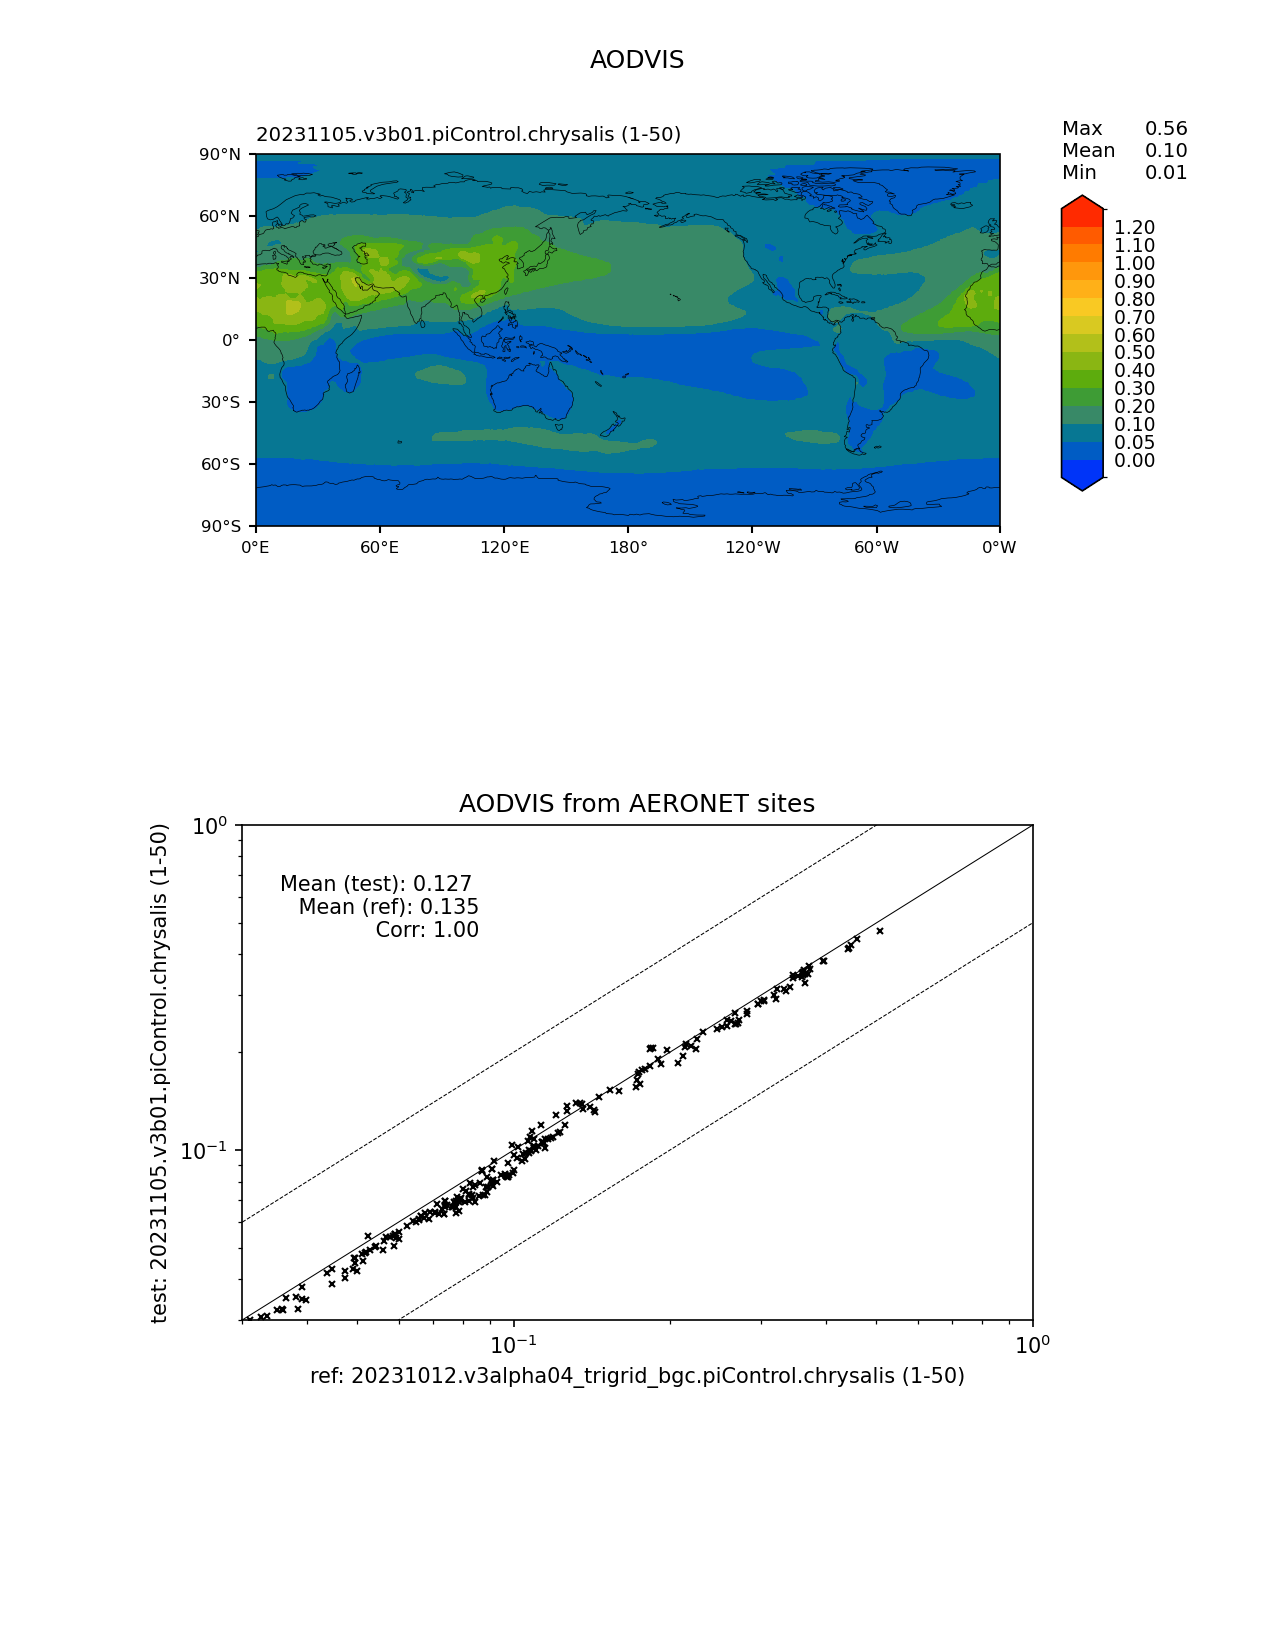 AODVIS
20231105.v3b01.piControl.chrysalis (1-50)
Max 0.56
Mean 0.10
Min 0.01
90°N
60°N
30°N
0°
30°S
60°S
90°S
0°E 60°E 120°E 180° 120°W 60°W 0°W
1.20
1.10
1.00
0.90
0.80
0.70
0.60
0.50
0.40
0.30
0.20
0.10
0.05
0.00
AODVIS from AERONET sites
test: 20231105.v3b01.piControl.chrysalis (1-50)
10⁰
10⁻¹
Mean (test): 0.127
Mean (ref): 0.135
Corr: 1.00
10⁻¹ 10⁰
ref: 20231012.v3alpha04_trigrid_bgc.piControl.chrysalis (1-50)